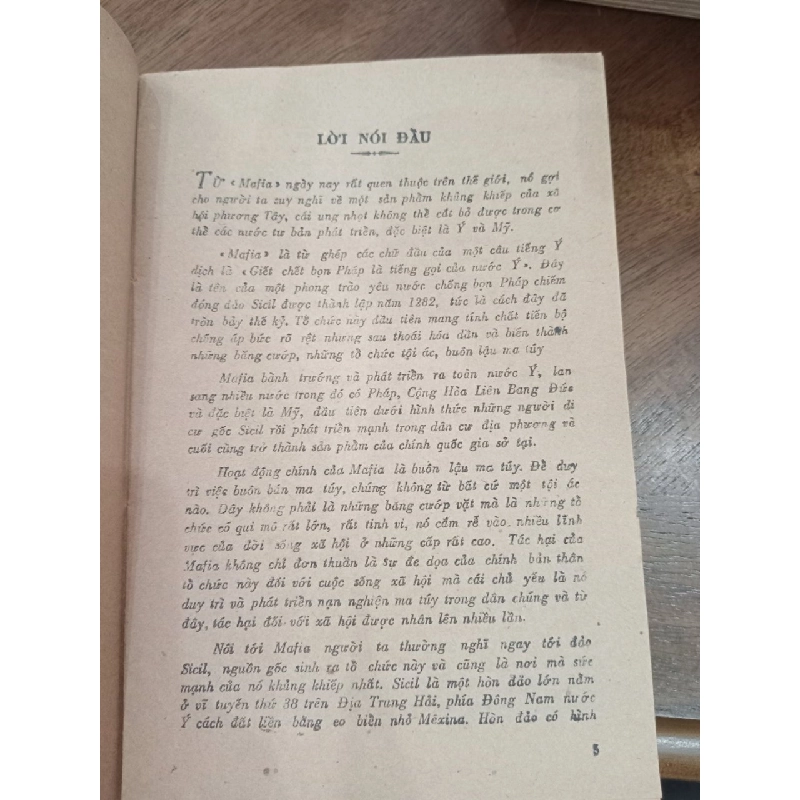 LỜI NÓI ĐẦU
TỪ «Mafia» ngày nay rất quen thuộc trên thế giới, nó gợi
cho người ta suy nghĩ về một sản phẩm khủng khiếp của xã
hội phương Tây, cái ung nhọt không thể cắt bỏ được trong cơ
thể các nước tư bản phát triển, đặc biệt là Ý và Mỹ.
«Mafia» là từ ghép các chữ đầu của một câu tiếng Ý
dịch là «Giết chết bọn Pháp là tiếng gọi của nước Ý». Đây
là tên của một phong trào yêu nước chống bọn Pháp chiếm
đóng đảo Sicil được thành lập năm 1282, tức là cách đây đã
tròn bảy thế kỷ. Tổ chức này đầu tiên mang tính chất tiến bộ
chống áp bức rõ rệt nhưng sau thoái hóa dần và biến thành
những băng cướp, những tổ chức tội ác, buôn lậu ma túy
Mafia bành trướng và phát triển ra toàn nước Ý, lan
sang nhiều nước trong đó có Pháp, Cộng Hòa Liên Bang Đức
và đặc biệt là Mỹ, đầu tiên dưới hình thức những người di
cư gốc Sicil rồi phát triển mạnh trong dân cư địa phương và
cuối cùng trở thành sản phẩm của chính quốc gia sở tại.
Hoạt động chính của Mafia là buôn lậu ma túy. Để duy
trì việc buôn bán ma túy, chúng không từ bất cứ một tội ác
nào. Đây không phải là những băng cướp vặt mà là những tổ
chức có qui mô rất lớn, rất tinh vi, nó cắm rễ vào nhiều lĩnh
vực của đời sống xã hội ở những cấp rất cao. Tác hại của
Mafia không chỉ đơn thuần là sự đe dọa của chính bản thân
tổ chức này đối với cuộc sống xã hội mà cái chủ yếu là nó
duy trì và phát triển nạn nghiện ma túy trong dân chúng và từ
đây, tác hại đối với xã hội được nhân lên nhiều lần.
Nói tới Mafia người ta thường nghĩ ngay tới đảo
Sicil, nguồn gốc sinh ra tổ chức này và cũng là nơi mà sức
mạnh của nó khủng khiếp nhất. Sicil là một hòn đảo lớn nằm
ở vĩ tuyến thứ 38 trên Địa Trung Hải, phía Đông Nam nước
Ý cách đất liền bằng eo biển nhỏ Mêxina. Hòn đảo có hình
5